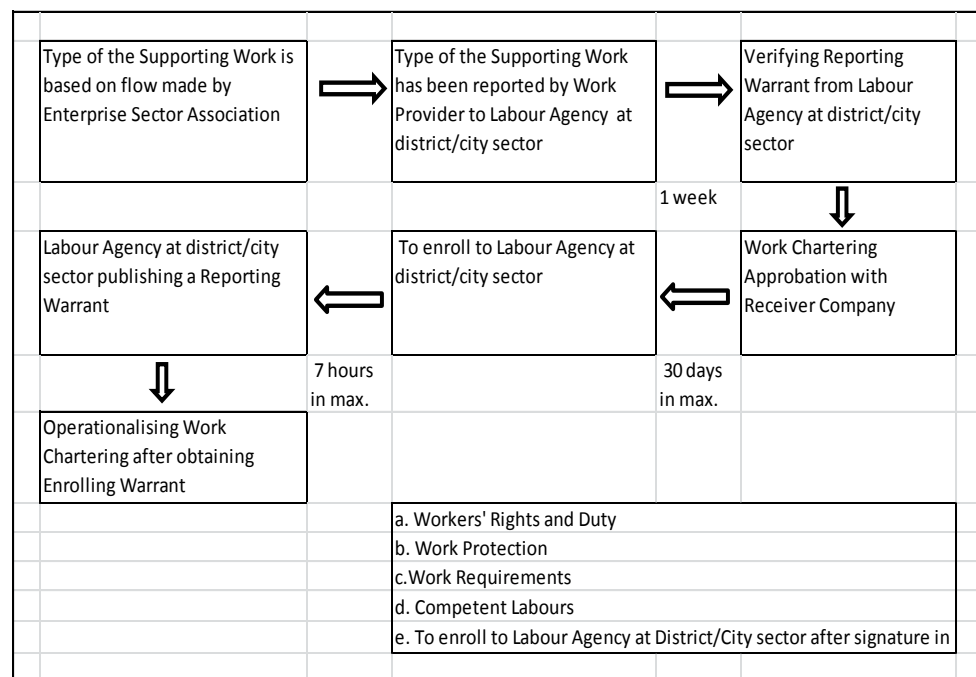 Type of the Supporting Work is
based on flow made by
Enterprise Sector Association
Type of the Supporting Work
has been reported by Work
Provider to Labour Agency at
district/city sector
Verifying Reporting
Warrant from Labour
Agency at district/city
sector
1 week
Labour Agency at district/city
sector publishing a Reporting
Warrant
To enroll to Labour Agency at
district/city sector
Work Chartering
Approbation with
Receiver Company
7 hours
in max.
30 days
in max.
Operationalising Work
Chartering after obtaining
Enrolling Warrant
a. Workers' Rights and Duty
b. Work Protection
c.Work Requirements
d. Competent Labours
e. To enroll to Labour Agency at District/City sector after signature in